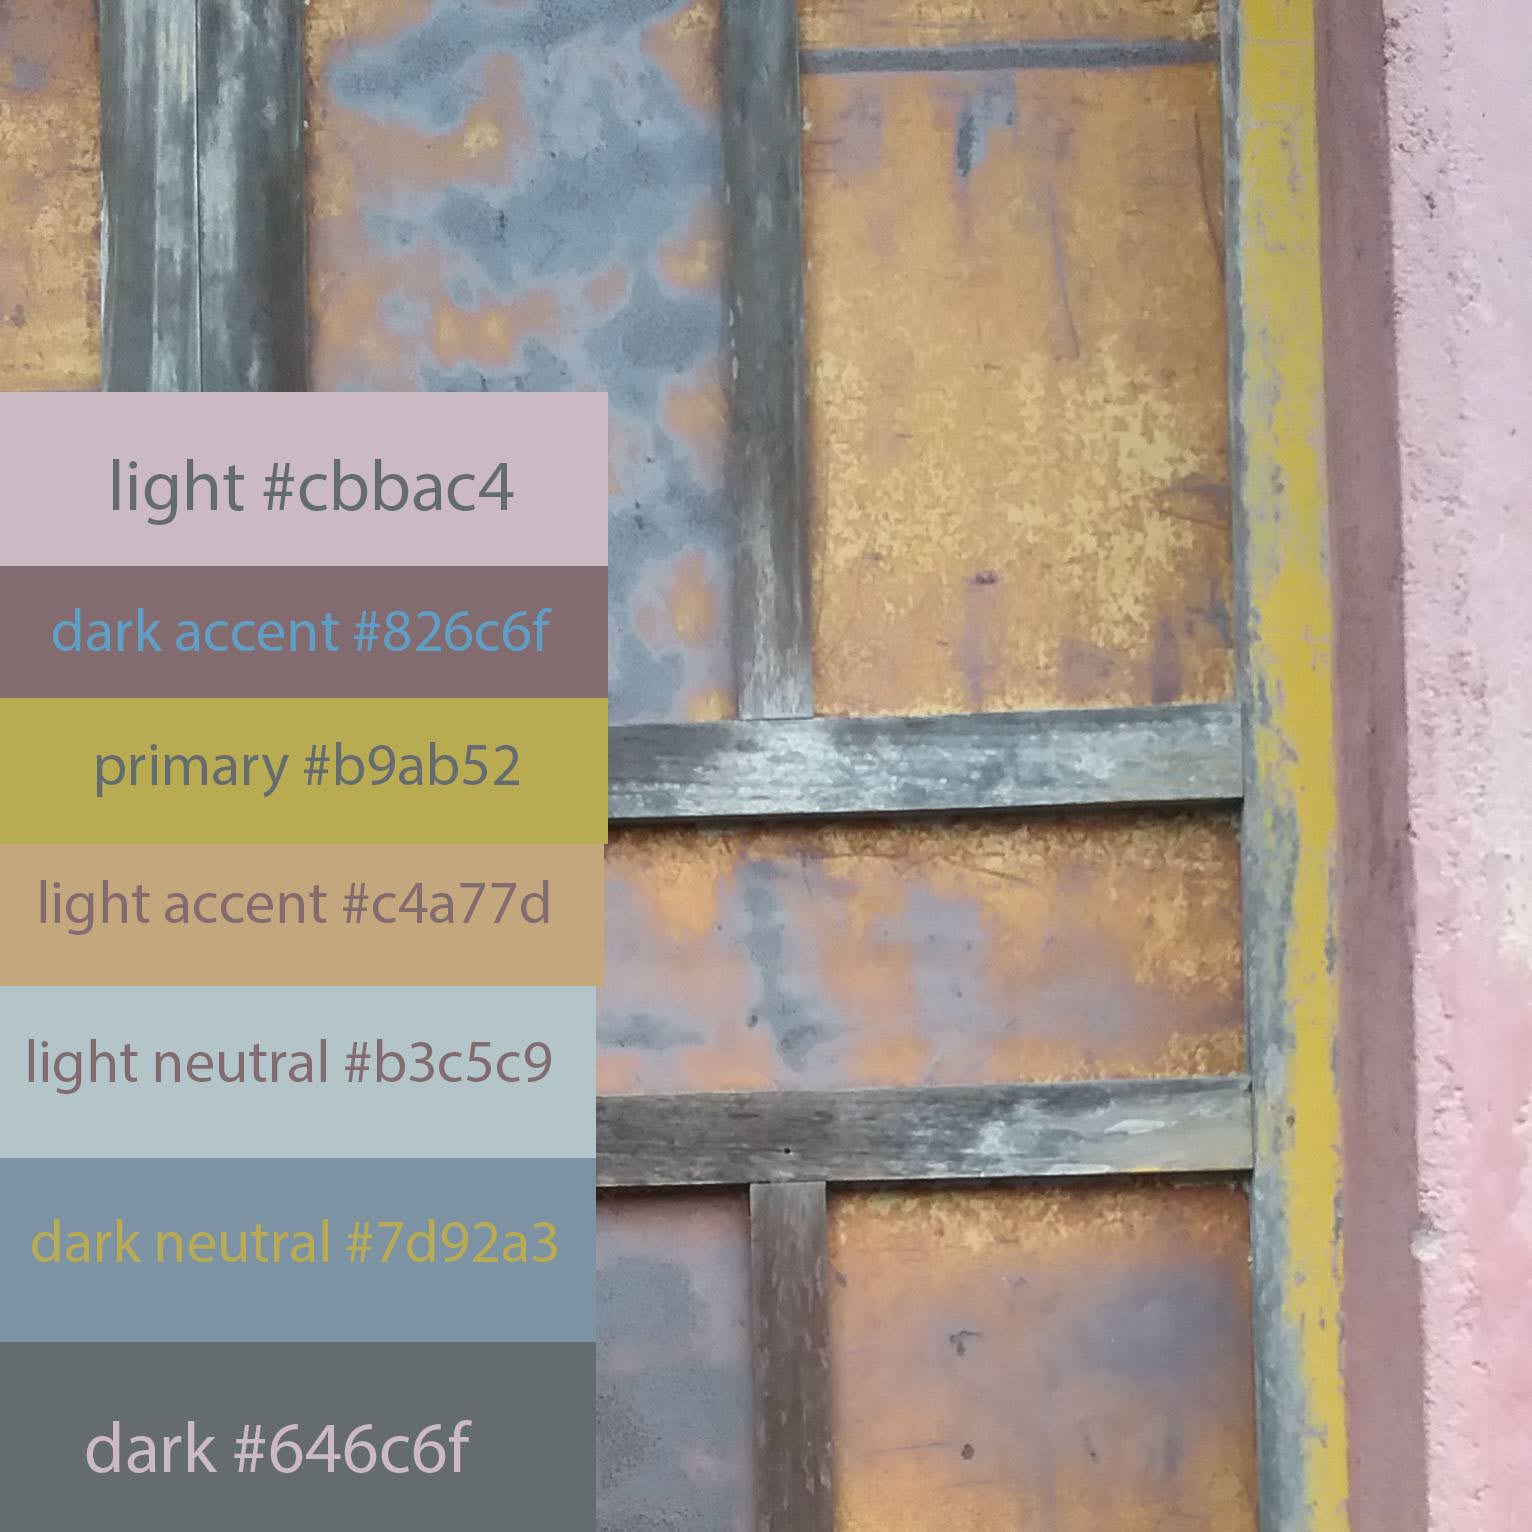 light #cbbac4
dark accent #826c6f
primary #b9ab52
light accent #c4a77d
light neutral #b3c5c9
dark neutral #7d92a3
dark #646c6f